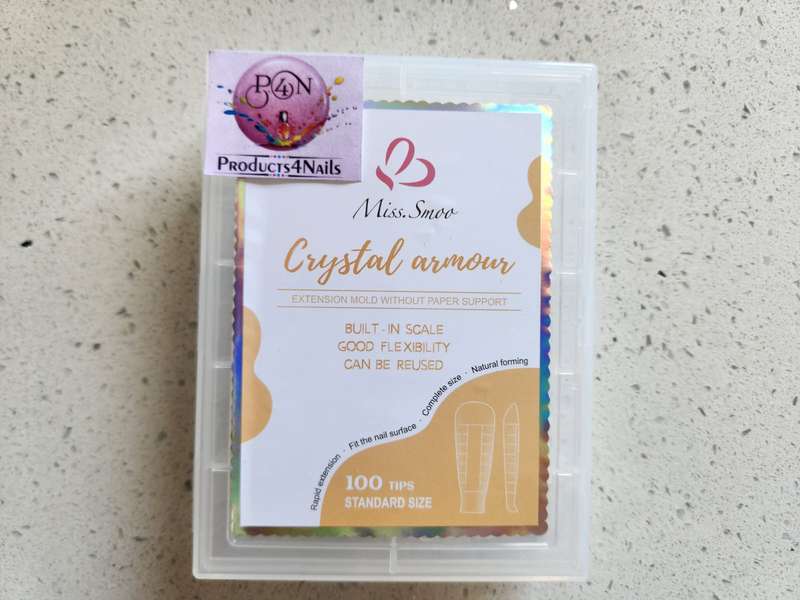 P4N
PRODUCTS4NAILS
Miss.Smoo
Crystal armour
EXTENSION MOLD WITHOUT PAPER SUPPORT
BUILT-IN SCALE
GOOD FLEXIBILITY
CAN BE REUSED
Rapid extension · Fit the nail surface · Complete size · Natural forming
100 TIPS
STANDARD SIZE